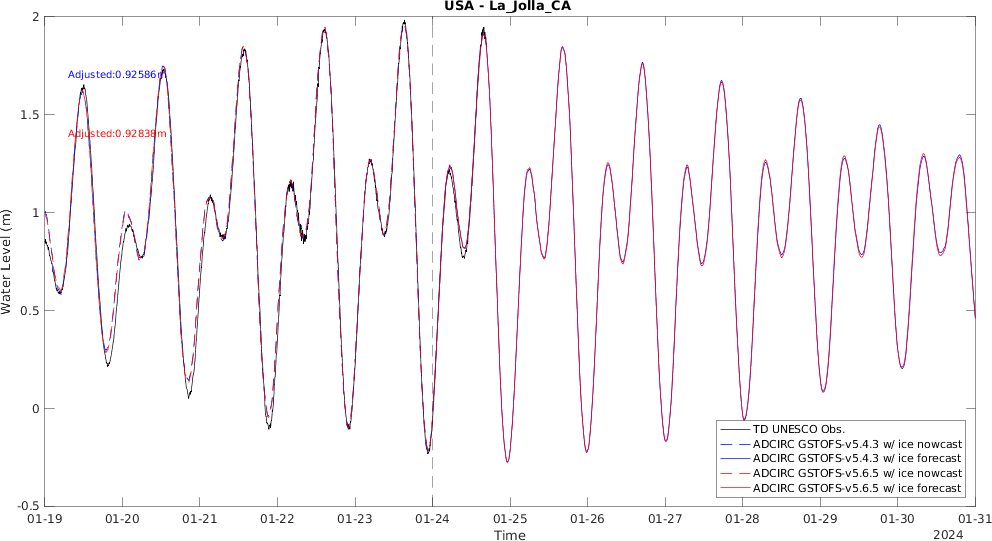 USA - La_Jolla_CA
2
1.5
1
0.5
0
-0.5
Water Level (m)
Adjusted:0.92586m
Adjusted:0.92838m
TD UNESCO Obs.
ADCIRC GSTOFS-v5.4.3 w/ ice nowcast
ADCIRC GSTOFS-v5.4.3 w/ ice forecast
ADCIRC GSTOFS-v5.6.5 w/ ice nowcast
ADCIRC GSTOFS-v5.6.5 w/ ice forecast
01-19 01-20 01-21 01-22 01-23 01-24 01-25 01-26 01-27 01-28 01-29 01-30 01-31
Time
2024